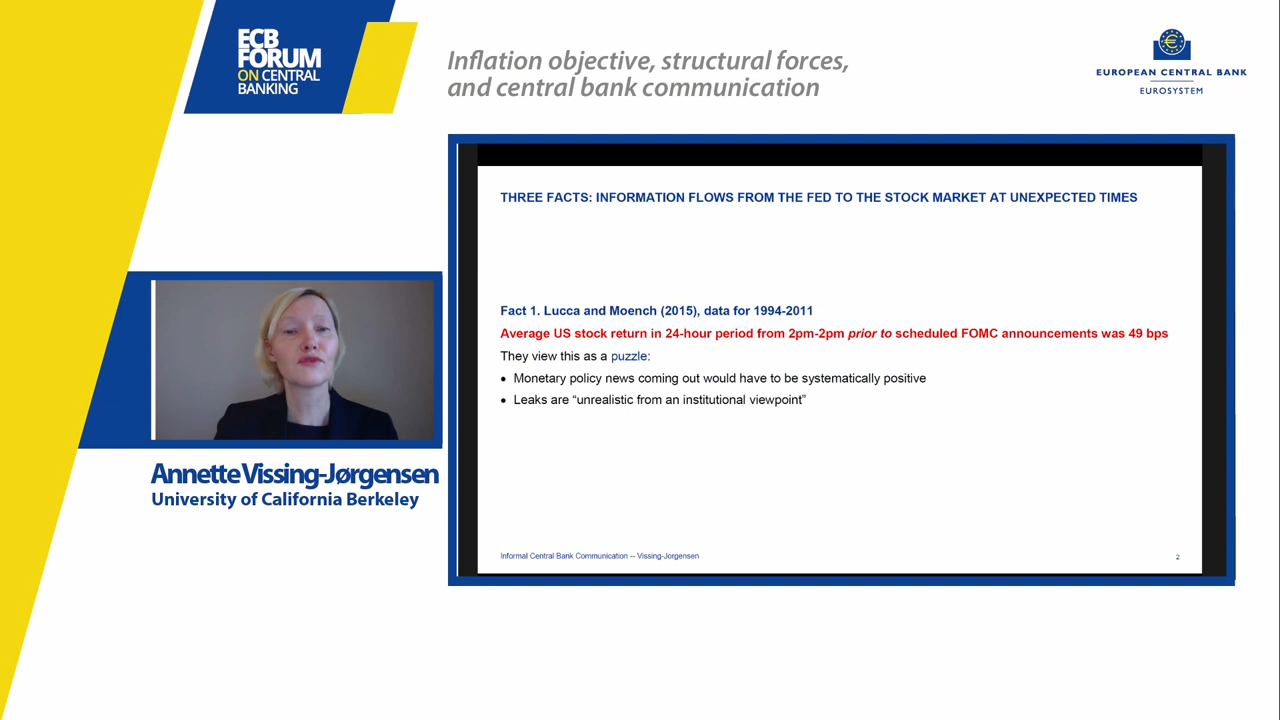 ECB
FORUM
ON CENTRAL
BANKING
Inflation objective, structural forces,
and central bank communication
EUROPEAN CENTRAL BANK
EUROSYSTEM
THREE FACTS: INFORMATION FLOWS FROM THE FED TO THE STOCK MARKET AT UNEXPECTED TIMES
Fact 1. Lucca and Moench (2015), data for 1994-2011
Average US stock return in 24-hour period from 2pm-2pm prior to scheduled FOMC announcements was 49 bps
They view this as a puzzle:
• Monetary policy news coming out would have to be systematically positive
• Leaks are “unrealistic from an institutional viewpoint”
Informal Central Bank Communication -- Vissing-Jorgensen
2
Annette Vissing-Jørgensen
University of California Berkeley